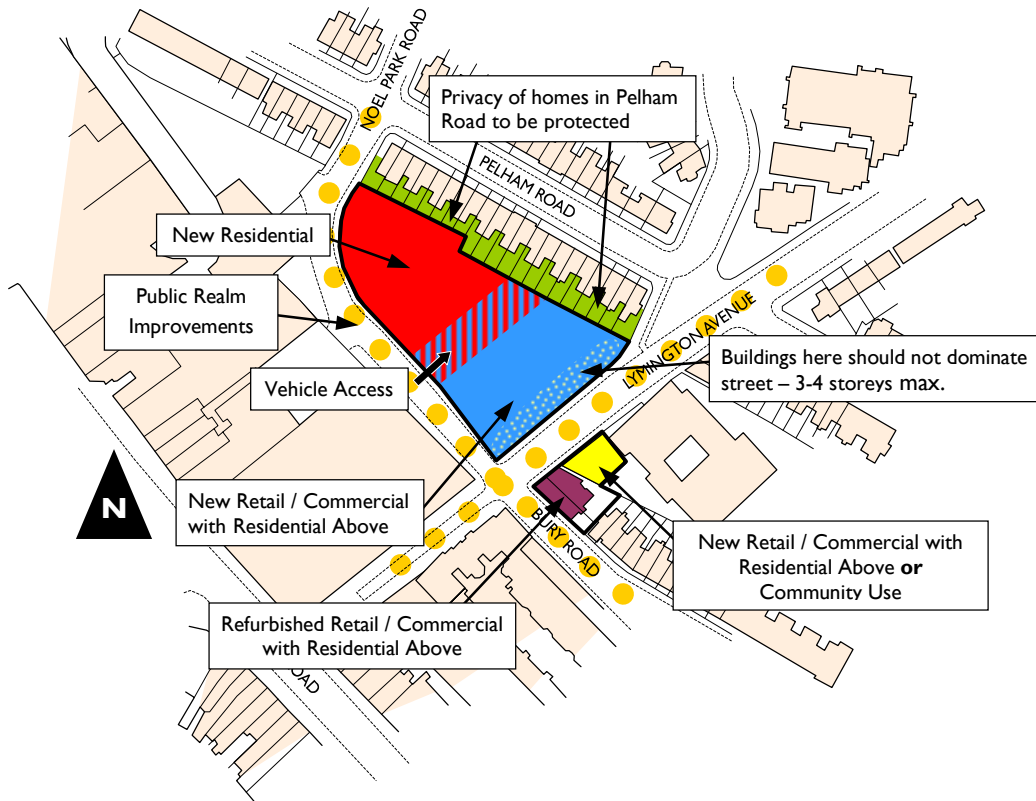 NOEL PARK ROAD
Privacy of homes in Pelham
Road to be protected
PELHAM ROAD
New Residential
Public Realm
Improvements
LYMINGTON AVENUE
Buildings here should not dominate
street – 3-4 storeys max.
Vehicle Access
N
New Retail / Commercial
with Residential Above
BURY ROAD
New Retail / Commercial with
Residential Above or
Community Use
Refurbished Retail / Commercial
with Residential Above
ROAD